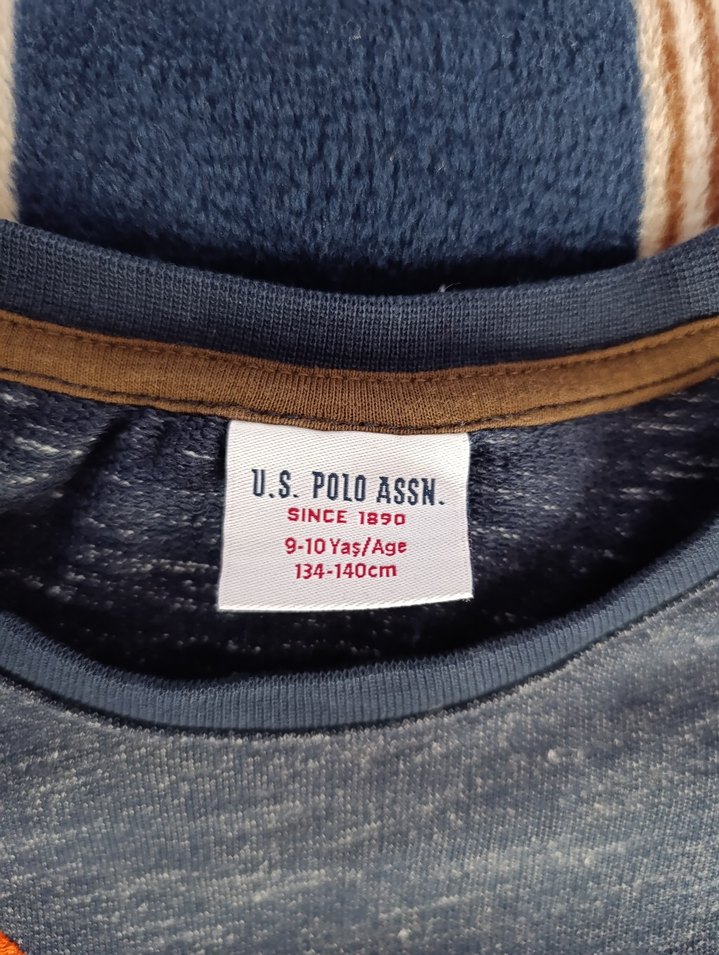 U.S. POLO ASSN.
SINCE 1890
9-10 Yaş/Age
134-140cm